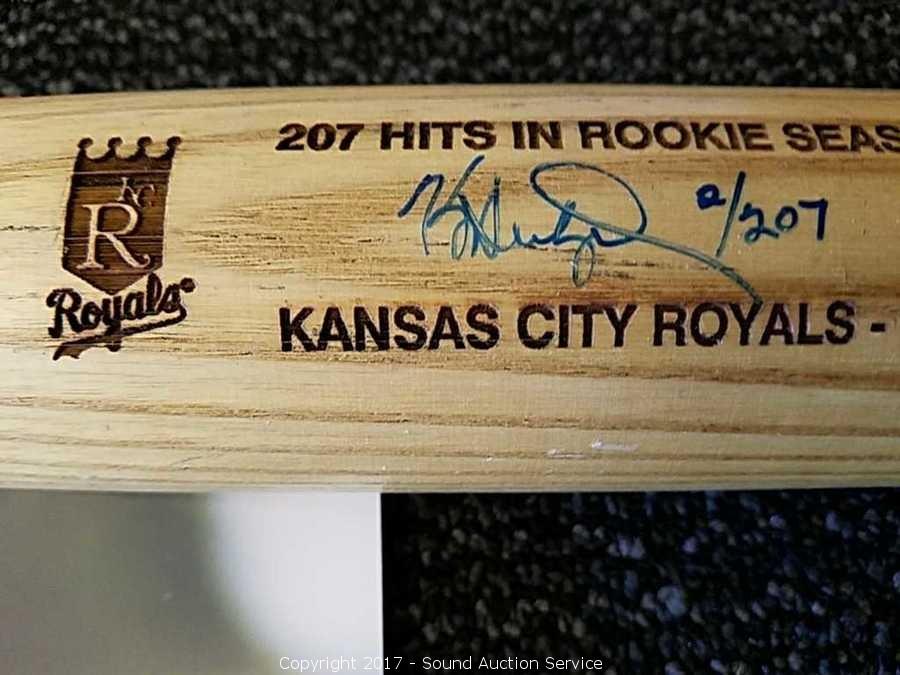 KC
R
Royals
207 HITS IN ROOKIE SEAS
2/207
KANSAS CITY ROYALS -
Copyright 2017 - Sound Auction Service